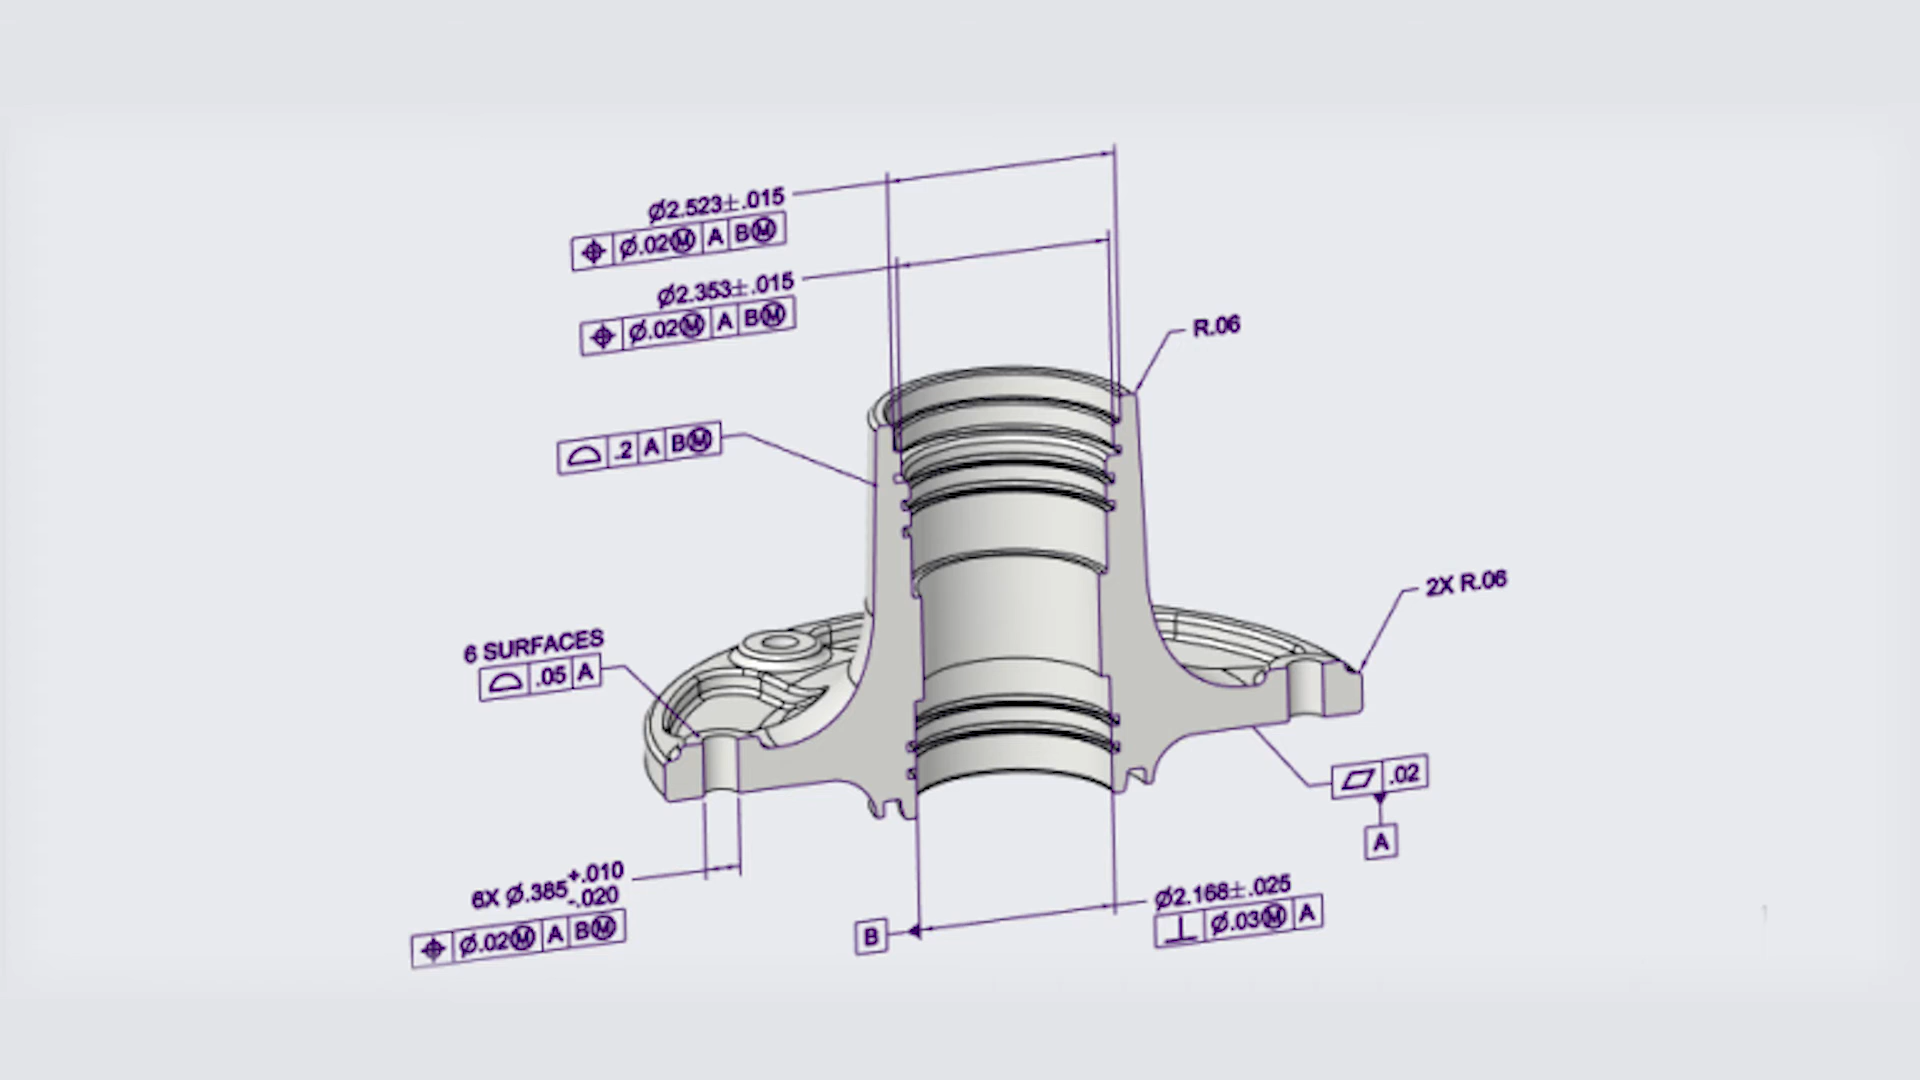 Ø2.523±.015
⌖ Ø.02Ⓜ A BⓂ
Ø2.353±.015
⌖ Ø.02Ⓜ A BⓂ
R.06
⌓ .2 A BⓂ
2X R.06
6 SURFACES
⌓ .05 A
⏥ .02
A
6X Ø.385 +.010
-.020
⌖ Ø.02Ⓜ A BⓂ
B
Ø2.168±.025
⟂ Ø.03Ⓜ A